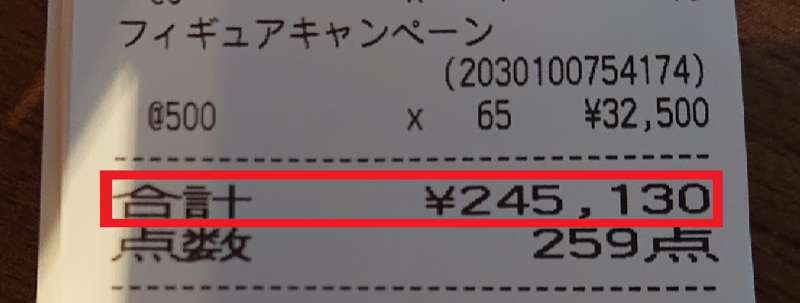 フィギュアキャンペーン
(2030100754174)
@500 x 65 ¥32,500
合計 ¥245,130
点数 259点